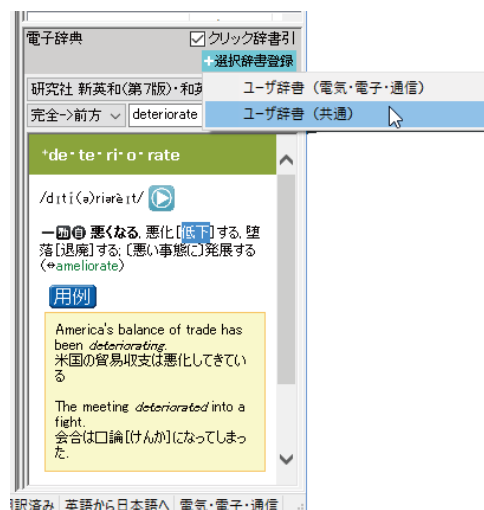 電子辞典
クリック辞書引
+選択辞書登録
研究社 新英和(第7版)・和英
ユーザ辞書（電気・電子・通信）
完全->前方
deteriorate
ユーザ辞書（共通）
*de・te・ri・o・rate
/dɪtí(ə)riərèɪt/
━動自 悪くなる, 悪化[低下]する, 堕
落[退廃]する; 〔悪い事態に〕発展する
(⇔ameliorate)
用例
America's balance of trade has
been deteriorating.
米国の貿易収支は悪化してきてい
る
The meeting deteriorated into a
fight.
会合は口論[けんか]になってしまっ
た.
訳済み
英語から日本語へ
電気・電子・通信